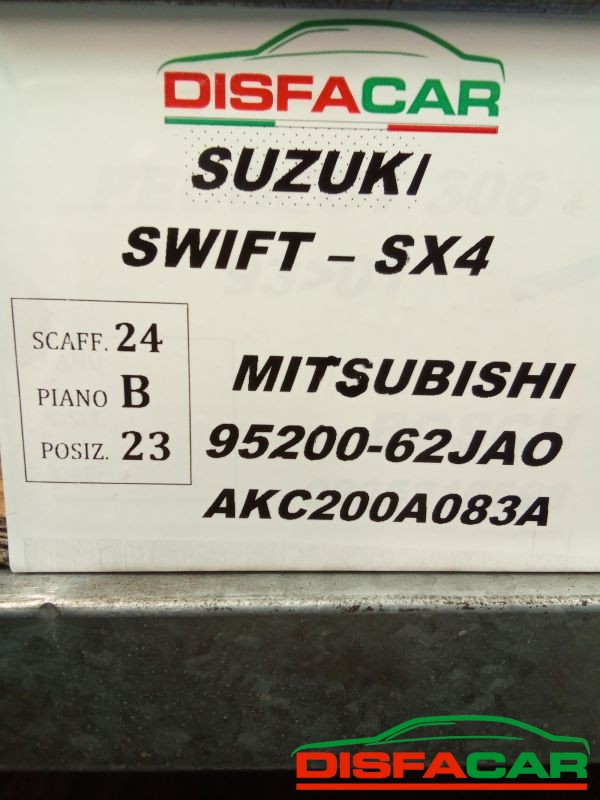 DISFACAR
SUZUKI
SWIFT – SX4
SCAFF. 24
PIANO B
POSIZ. 23
MITSUBISHI
95200-62JAO
AKC200A083A
DISFACAR